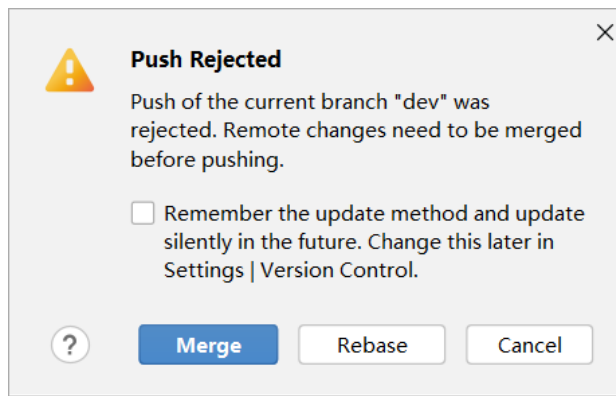 Push Rejected
Push of the current branch "dev" was
rejected. Remote changes need to be merged
before pushing.
Remember the update method and update
silently in the future. Change this later in
Settings | Version Control.
? Merge Rebase Cancel